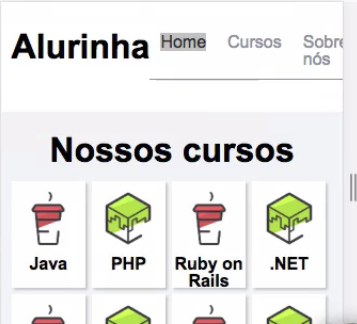 Alurinha Home Cursos Sobre
nós
Nossos cursos
Java PHP Ruby on .NET
Rails